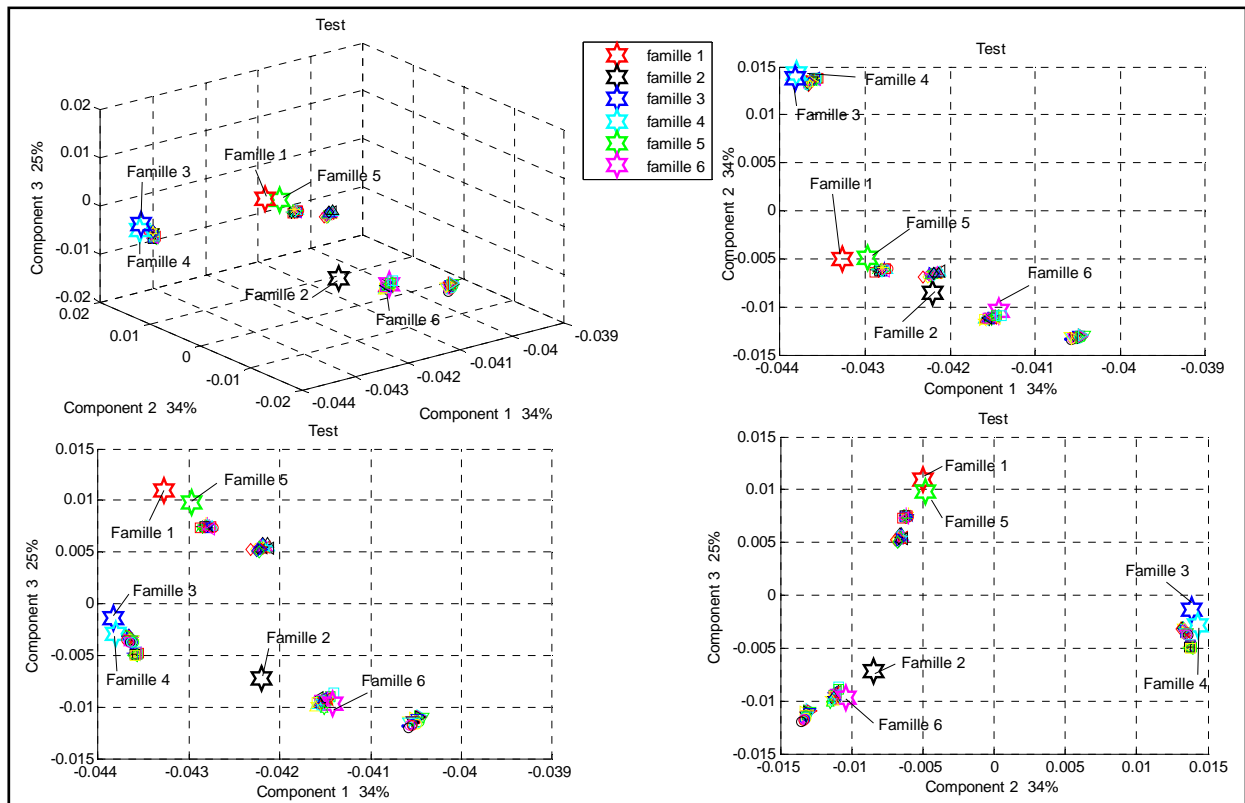 Test
0.02
0.01
0
-0.01
-0.02
Component 3  25%
Famille 3
Famille 4
Famille 1
Famille 5
Famille 2
Famille 6
0.02
0.01
0
-0.01
-0.02
Component 2  34%
-0.044
-0.043
-0.042
-0.041
-0.04
-0.039
Component 1  34%
famille 1
famille 2
famille 3
famille 4
famille 5
famille 6
Test
0.015
0.01
0.005
0
-0.005
-0.01
-0.015
Component 2  34%
Famille 4
Famille 3
Famille 1
Famille 5
Famille 6
Famille 2
-0.044
-0.043
-0.042
-0.041
-0.04
-0.039
Component 1  34%
Test
0.015
0.01
0.005
0
-0.005
-0.01
-0.015
Component 3  25%
Famille 5
Famille 1
Famille 3
Famille 4
Famille 2
Famille 6
-0.044
-0.043
-0.042
-0.041
-0.04
-0.039
Component 1  34%
Test
0.015
0.01
0.005
0
-0.005
-0.01
-0.015
Component 3  25%
Famille 1
Famille 5
Famille 3
Famille 2
Famille 4
Famille 6
-0.015
-0.01
-0.005
0
0.005
0.01
0.015
Component 2  34%